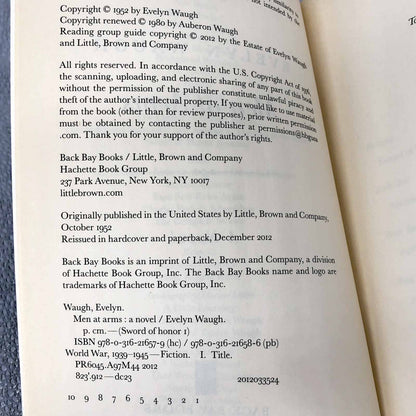 similarity to
not intended by the
Copyright © 1952 by Evelyn Waugh
Copyright renewed © 1980 by Auberon Waugh
Reading group guide copyright © 2012 by the Estate of Evelyn Waugh
and Little, Brown and Company
All rights reserved. In accordance with the U.S. Copyright Act of 1976,
the scanning, uploading, and electronic sharing of any part of this book
without the permission of the publisher constitute unlawful piracy and
theft of the author's intellectual property. If you would like to use material
from the book (other than for review purposes), prior written permission
must be obtained by contacting the publisher at permissions@hbgusa
.com. Thank you for your support of the author's rights.
Back Bay Books / Little, Brown and Company
Hachette Book Group
237 Park Avenue, New York, NY 10017
littlebrown.com
Originally published in the United States by Little, Brown and Company,
October 1952
Reissued in hardcover and paperback, December 2012
Back Bay Books is an imprint of Little, Brown and Company, a division
of Hachette Book Group, Inc. The Back Bay Books name and logo are
trademarks of Hachette Book Group, Inc.
Waugh, Evelyn.
Men at arms : a novel / Evelyn Waugh.
p. cm. — (Sword of honor 1)
ISBN 978-0-316-21657-9 (hc) / 978-0-316-21658-6 (pb)
World War, 1939–1945 — Fiction. I. Title.
PR6045.A97M44 2012
823'.912 — dc23 2012033524
10 9 8 7 6 5 4 3 2 1